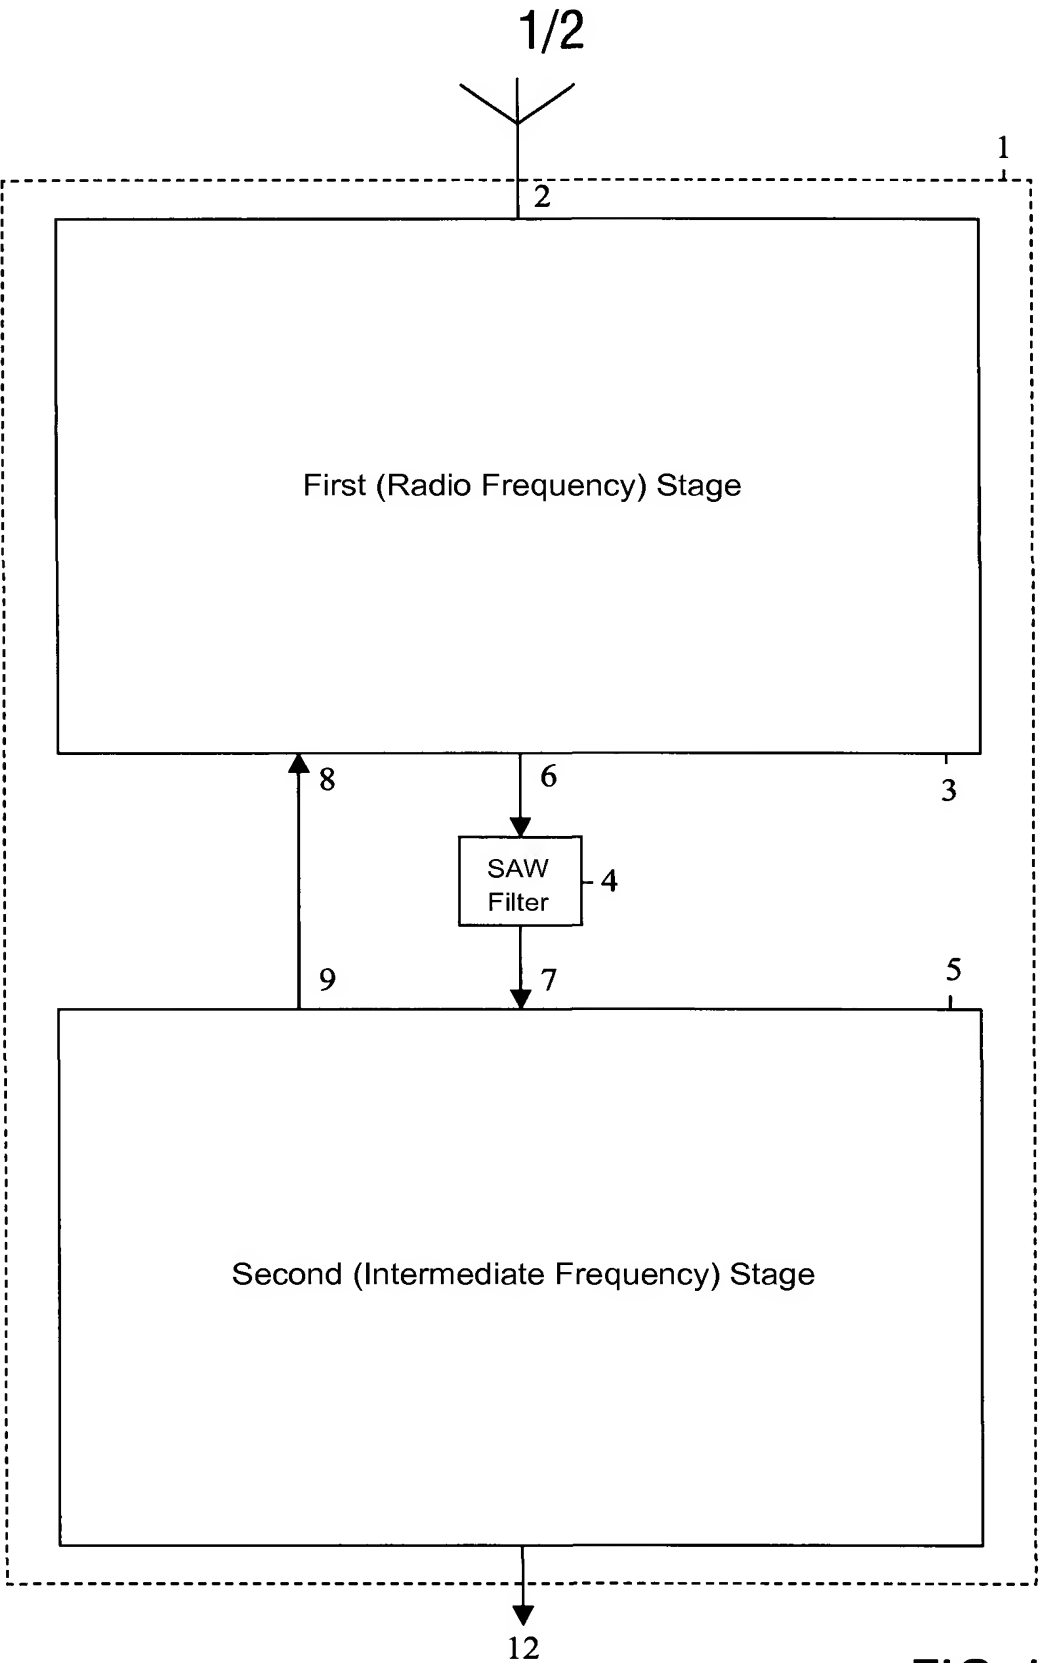 1/2
1
2
First (Radio Frequency) Stage
8
6
3
SAW
Filter
4
9
7
5
Second (Intermediate Frequency) Stage
12